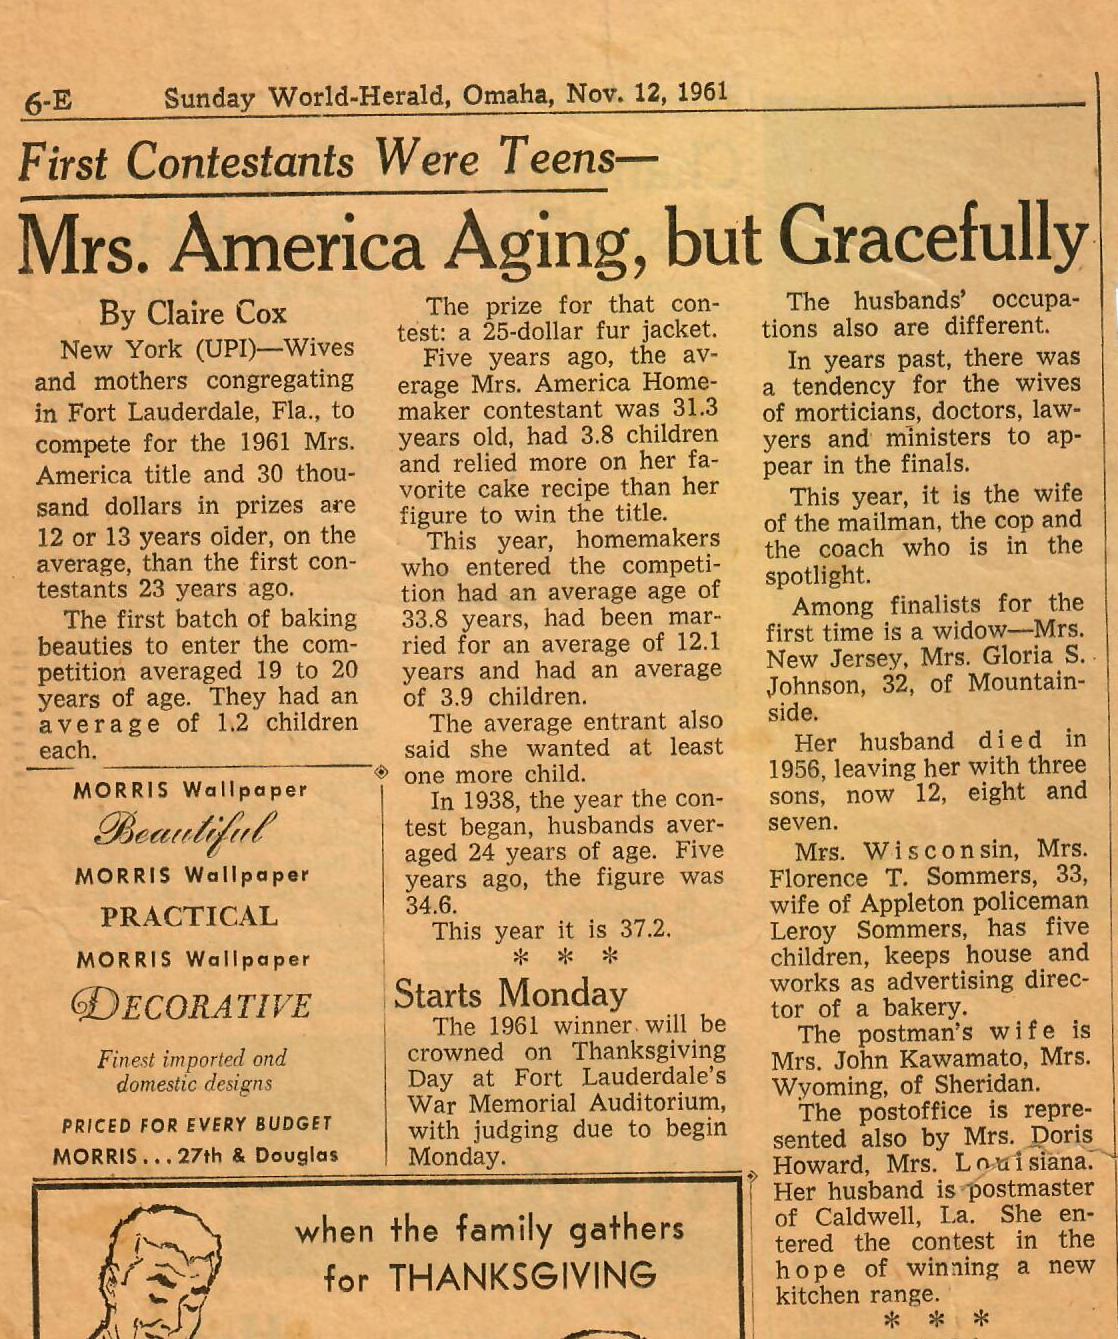 6-E Sunday World-Herald, Omaha, Nov. 12, 1961
First Contestants Were Teens—
Mrs. America Aging, but Gracefully
By Claire Cox
New York (UPI)—Wives
and mothers congregating
in Fort Lauderdale, Fla., to
compete for the 1961 Mrs.
America title and 30 thou-
sand dollars in prizes are
12 or 13 years older, on the
average, than the first con-
testants 23 years ago.
The first batch of baking
beauties to enter the com-
petition averaged 19 to 20
years of age. They had an
average of 1.2 children
each.
MORRIS Wallpaper
Beautiful
MORRIS Wallpaper
PRACTICAL
MORRIS Wallpaper
DECORATIVE
Finest imported and
domestic designs
PRICED FOR EVERY BUDGET
MORRIS...27th & Douglas
The prize for that con-
test: a 25-dollar fur jacket.
Five years ago, the av-
erage Mrs. America Home-
maker contestant was 31.3
years old, had 3.8 children
and relied more on her fa-
vorite cake recipe than her
figure to win the title.
This year, homemakers
who entered the competi-
tion had an average age of
33.8 years, had been mar-
ried for an average of 12.1
years and had an average
of 3.9 children.
The average entrant also
said she wanted at least
one more child.
In 1938, the year the con-
test began, husbands aver-
aged 24 years of age. Five
years ago, the figure was
34.6.
This year it is 37.2.
* * *
Starts Monday
The 1961 winner will be
crowned on Thanksgiving
Day at Fort Lauderdale's
War Memorial Auditorium,
with judging due to begin
Monday.
The husbands' occupa-
tions also are different.
In years past, there was
a tendency for the wives
of morticians, doctors, law-
yers and ministers to ap-
pear in the finals.
This year, it is the wife
of the mailman, the cop and
the coach who is in the
spotlight.
Among finalists for the
first time is a widow—Mrs.
New Jersey, Mrs. Gloria S.
Johnson, 32, of Mountain-
side.
Her husband died in
1956, leaving her with three
sons, now 12, eight and
seven.
Mrs. Wisconsin, Mrs.
Florence T. Sommers, 33,
wife of Appleton policeman
Leroy Sommers, has five
children, keeps house and
works as advertising direc-
tor of a bakery.
The postman's wife is
Mrs. John Kawamato, Mrs.
Wyoming, of Sheridan.
The postoffice is repre-
sented also by Mrs. Doris
Howard, Mrs. Louisiana.
Her husband is postmaster
of Caldwell, La. She en-
tered the contest in the
hope of winning a new
kitchen range.
* * *
when the family gathers
for THANKSGIVING